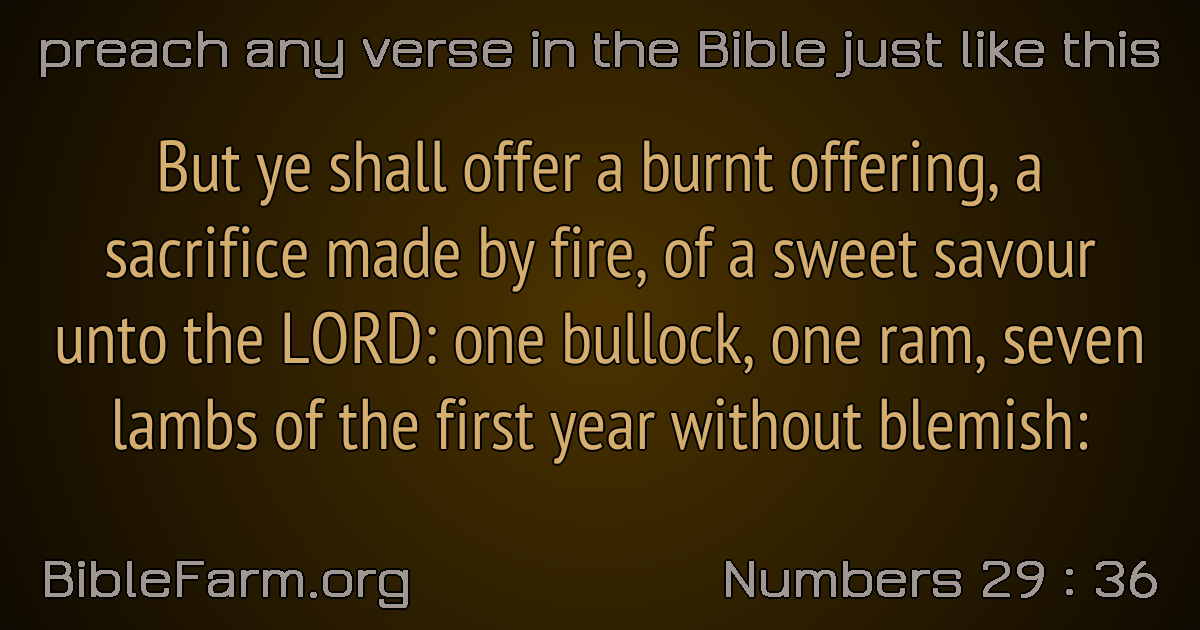 preach any verse in the Bible just like this
But ye shall offer a burnt offering, a
sacrifice made by fire, of a sweet savour
unto the LORD: one bullock, one ram, seven
lambs of the first year without blemish:
BibleFarm.org
Numbers 29 : 36